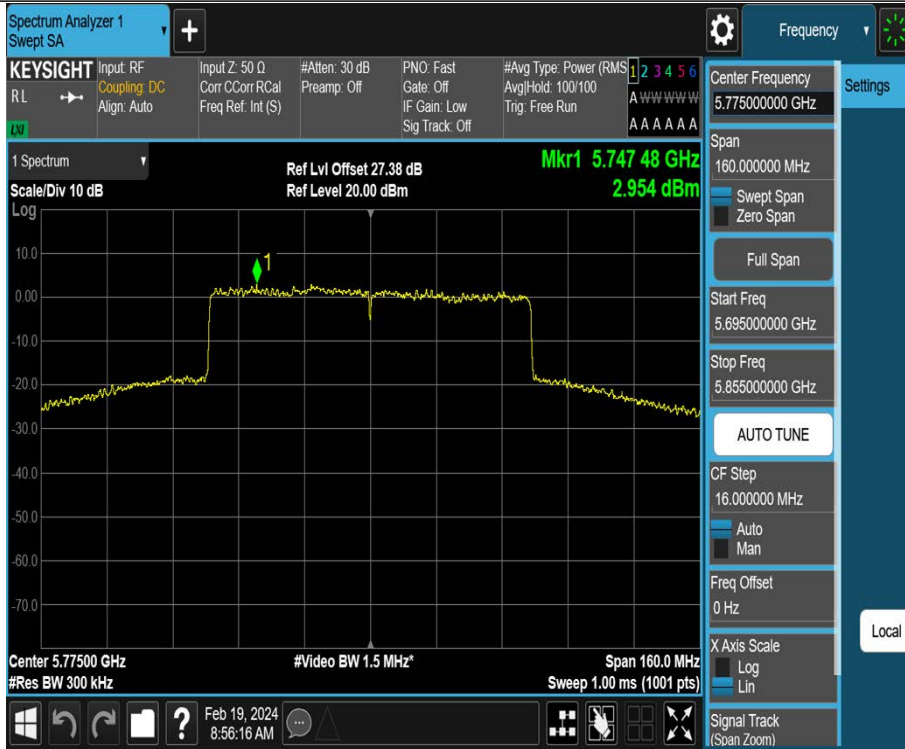 Spectrum Analyzer 1
Swept SA
+
Frequency
KEYSIGHT
R L
LXI
Input: RF
Coupling: DC
Align: Auto
Input Z: 50 Ω
Corr CCorr RCal
Freq Ref: Int (S)
#Atten: 30 dB
Preamp: Off
PNO: Fast
Gate: Off
IF Gain: Low
Sig Track: Off
#Avg Type: Power (RMS
Avg|Hold: 100/100
Trig: Free Run
1 2 3 4 5 6
A W W W W W
A A A A A A
1 Spectrum
Scale/Div 10 dB
Log
Ref Lvl Offset 27.38 dB
Ref Level 20.00 dBm
Mkr1 5.747 48 GHz
2.954 dBm
1
10.0
0.00
-10.0
-20.0
-30.0
-40.0
-50.0
-60.0
-70.0
Center 5.77500 GHz
#Res BW 300 kHz
#Video BW 1.5 MHz*
Span 160.0 MHz
Sweep 1.00 ms (1001 pts)
?
Feb 19, 2024
8:56:16 AM
Center Frequency
5.775000000 GHz
Settings
Span
160.000000 MHz
Swept Span
Zero Span
Full Span
Start Freq
5.695000000 GHz
Stop Freq
5.855000000 GHz
AUTO TUNE
CF Step
16.000000 MHz
Auto
Man
Freq Offset
0 Hz
Local
X Axis Scale
Log
Lin
Signal Track
(Span Zoom)